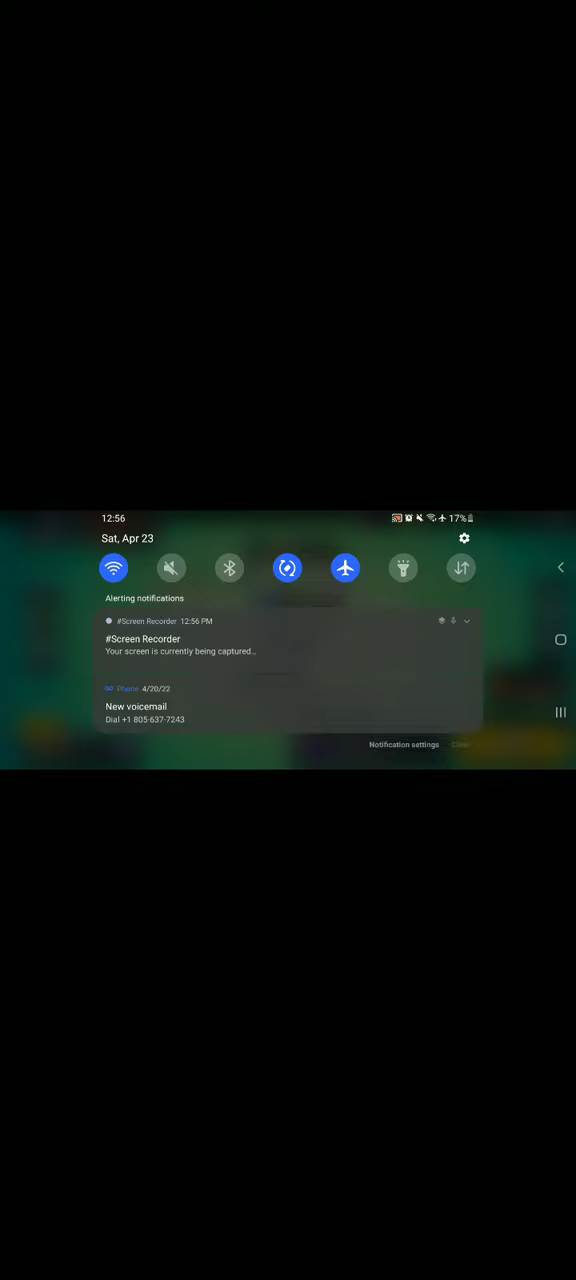 12:56
17%
Sat, Apr 23
Alerting notifications
#Screen Recorder 12:56 PM
#Screen Recorder
Your screen is currently being captured...
Phone 4/20/22
New voicemail
Dial +1 805-637-7243
Notification settings Clear